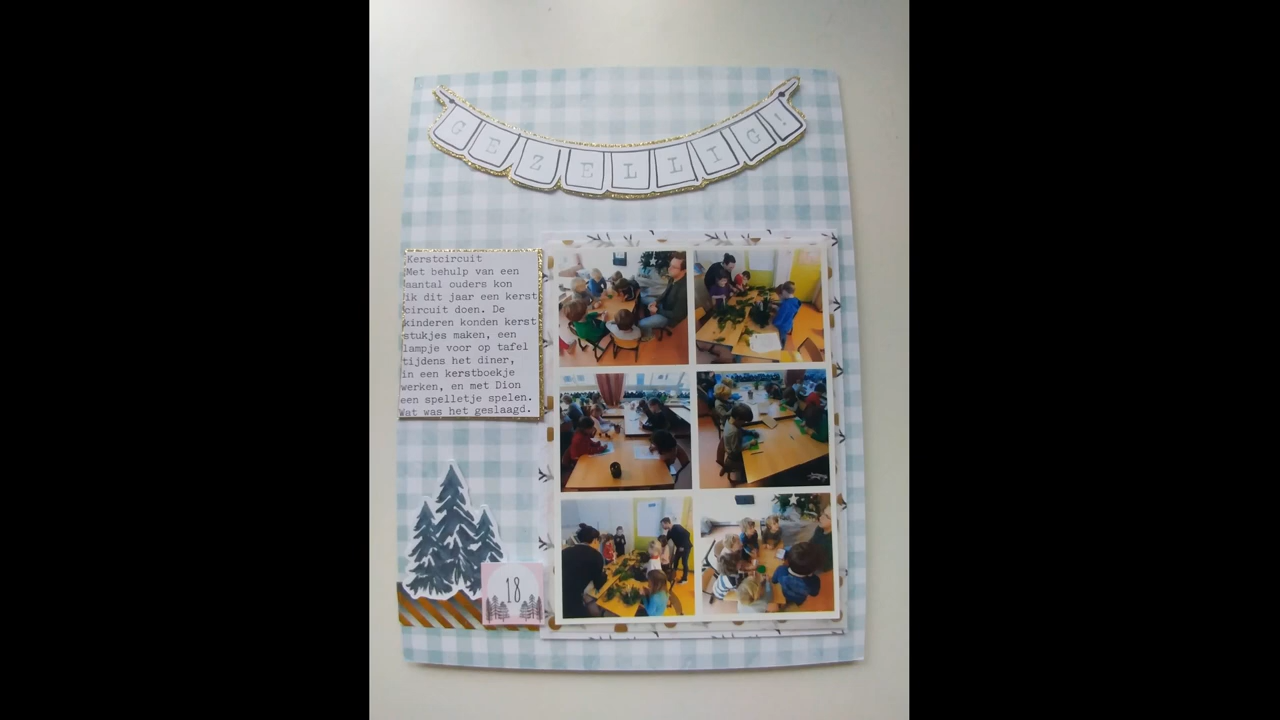 GEZELLIG!
Kerstcircuit
Met behulp van een
aantal ouders kon
ik dit jaar een kerst
circuit doen. De
kinderen konden kerst
stukjes maken, een
lampje voor op tafel
tijdens het diner,
in een kerstboekje
werken, en met Dion
een spelletje spelen.
Wat was het geslaagd.
18